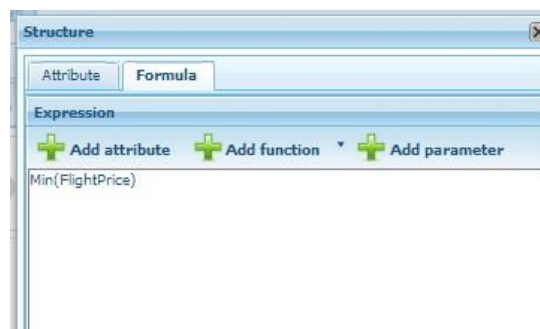 Structure
Attribute Formula
Expression
Add attribute Add function Add parameter
Min(FlightPrice)